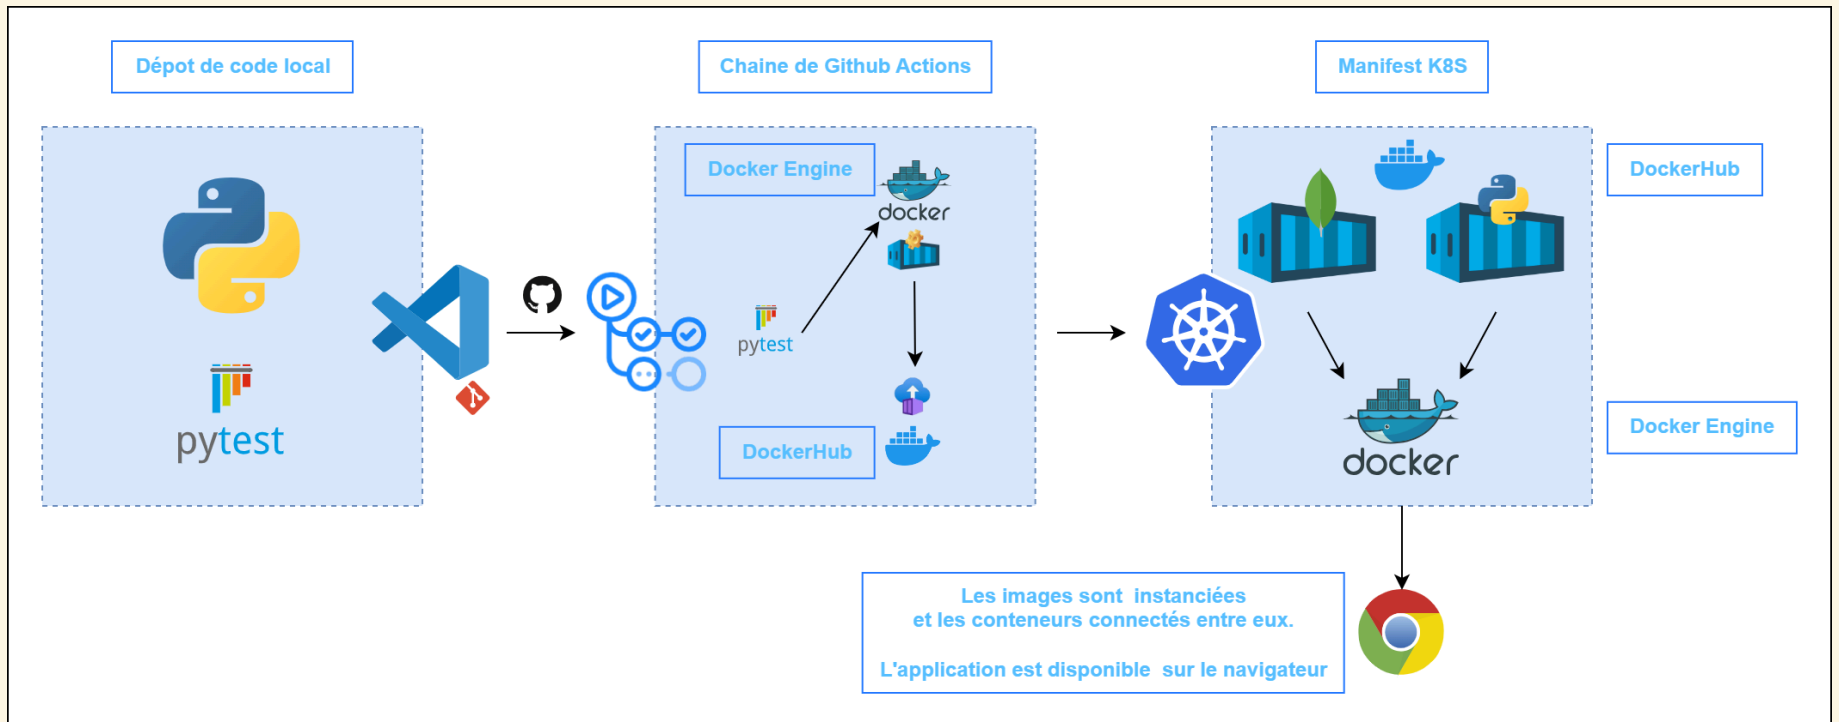 Dépot de code local
Chaine de Github Actions
Manifest K8S
pytest
Docker Engine
docker
pytest
DockerHub
DockerHub
docker
Docker Engine
Les images sont instanciées
et les conteneurs connectés entre eux.
L'application est disponible sur le navigateur